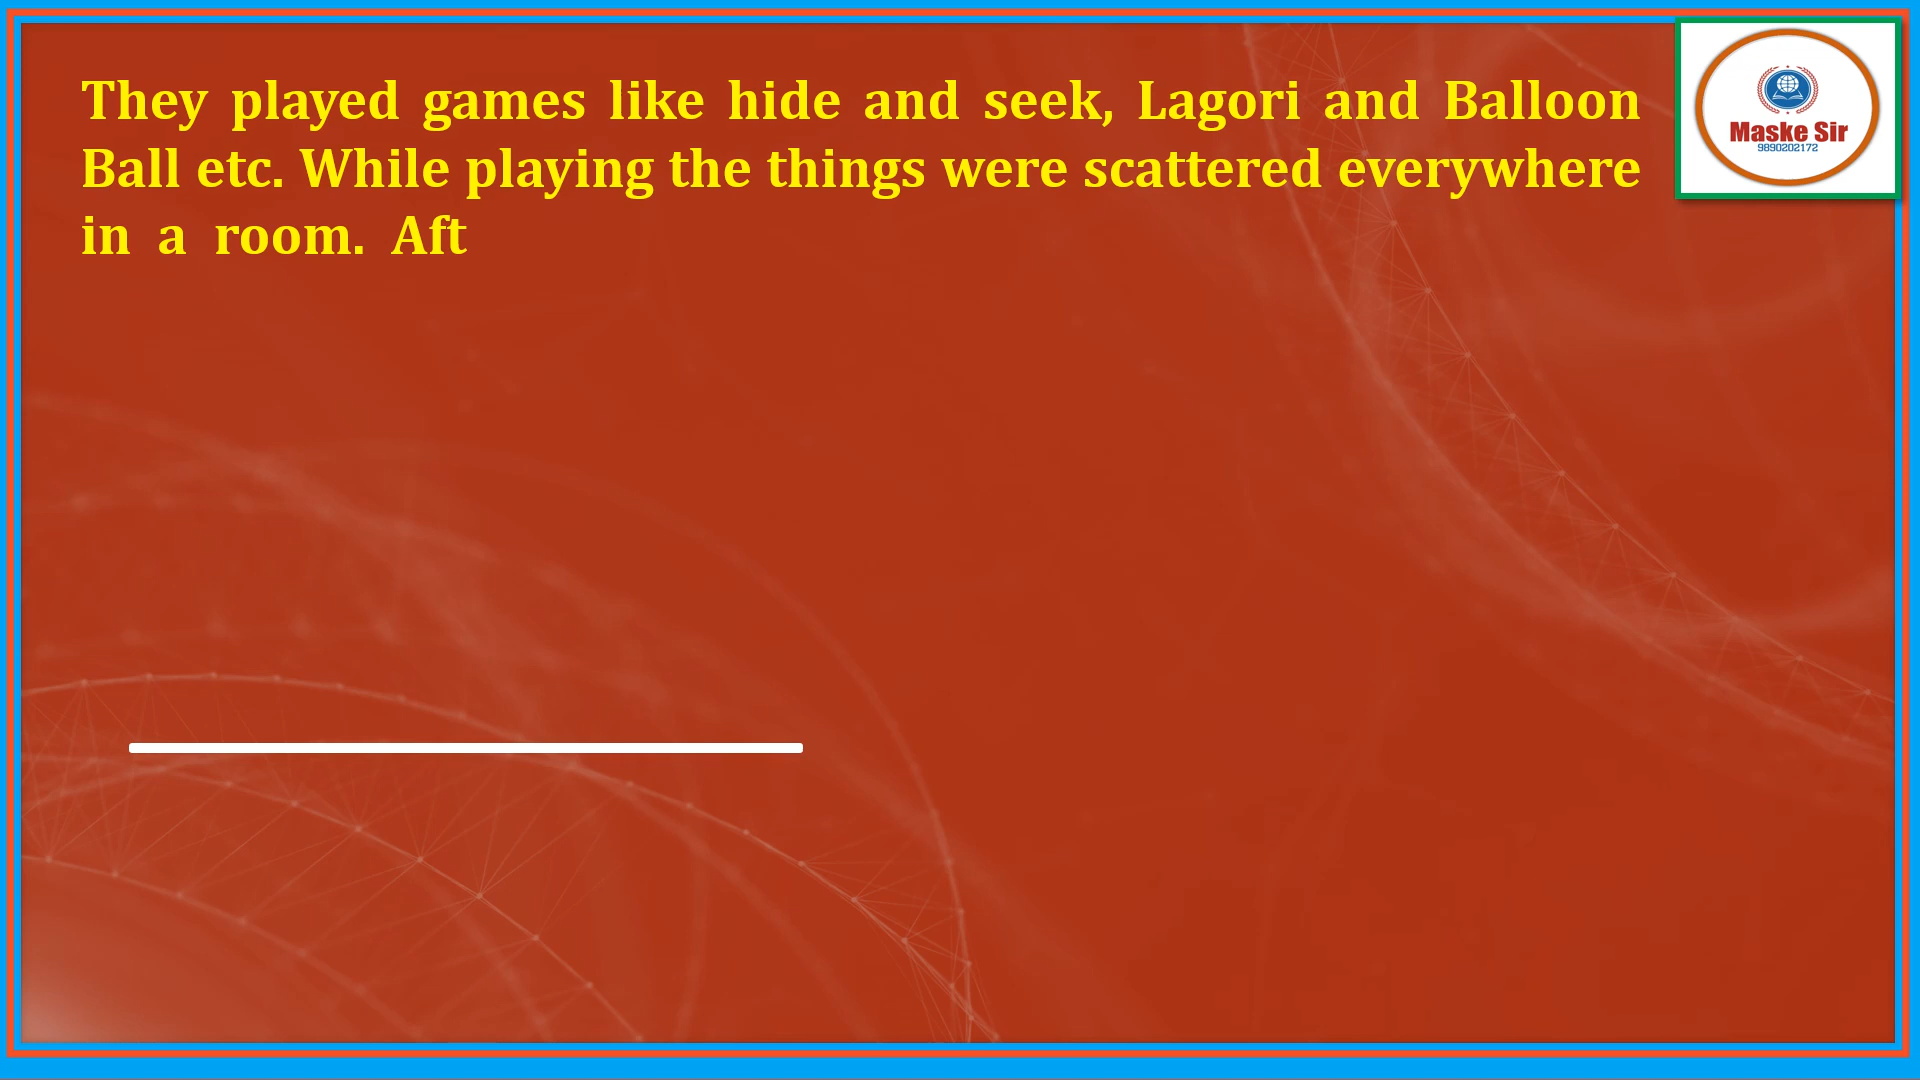 They played games like hide and seek, Lagori and Balloon
Ball etc. While playing the things were scattered everywhere
in a room. Aft
Maske Sir
9890202172